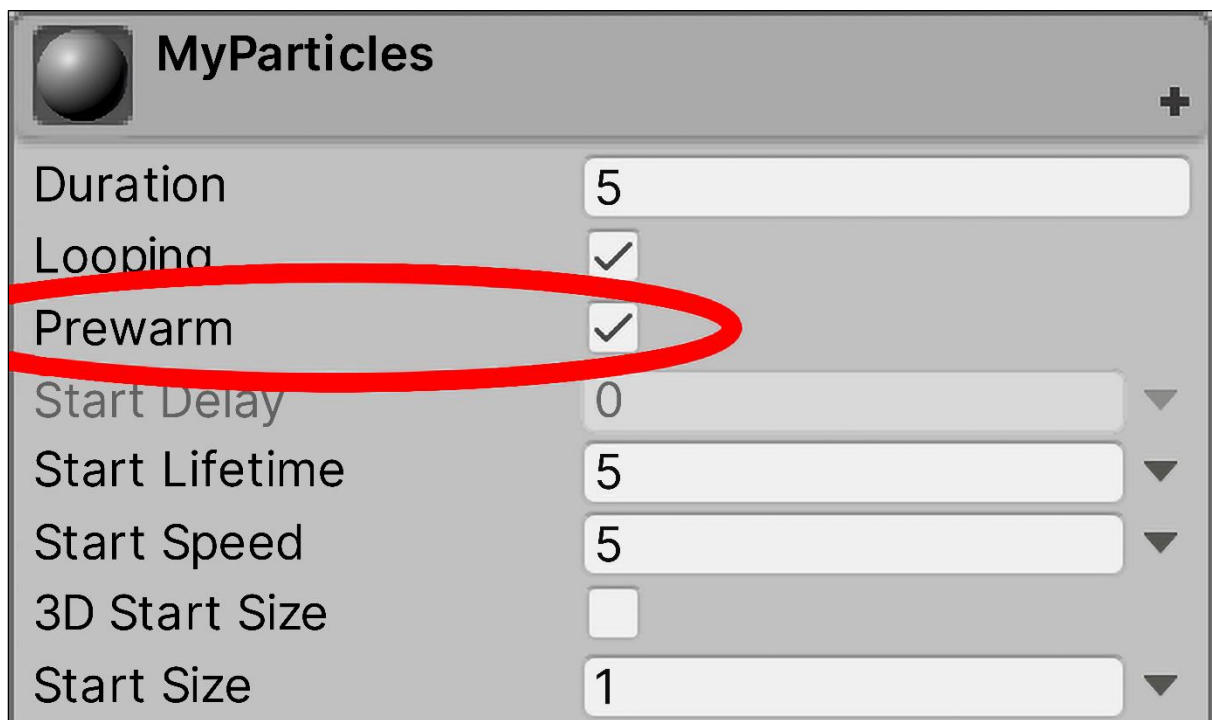 MyParticles
Duration 5
Looping
Prewarm
Start Delay 0
Start Lifetime 5
Start Speed 5
3D Start Size
Start Size 1